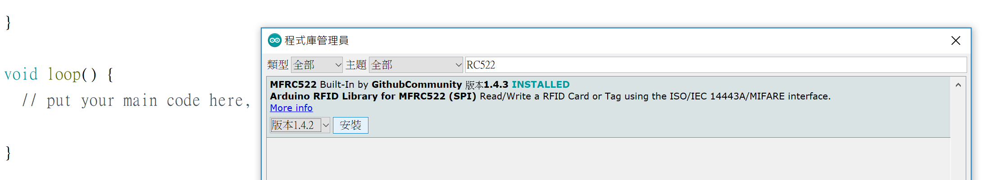 }
void loop() {
// put your main code here,
}
程式庫管理員
類型 全部 主題 全部 RC522
MFRC522 Built-In by GithubCommunity 版本1.4.3 INSTALLED
Arduino RFID Library for MFRC522 (SPI) Read/Write a RFID Card or Tag using the ISO/IEC 14443A/MIFARE interface.
More info
版本1.4.2 安裝